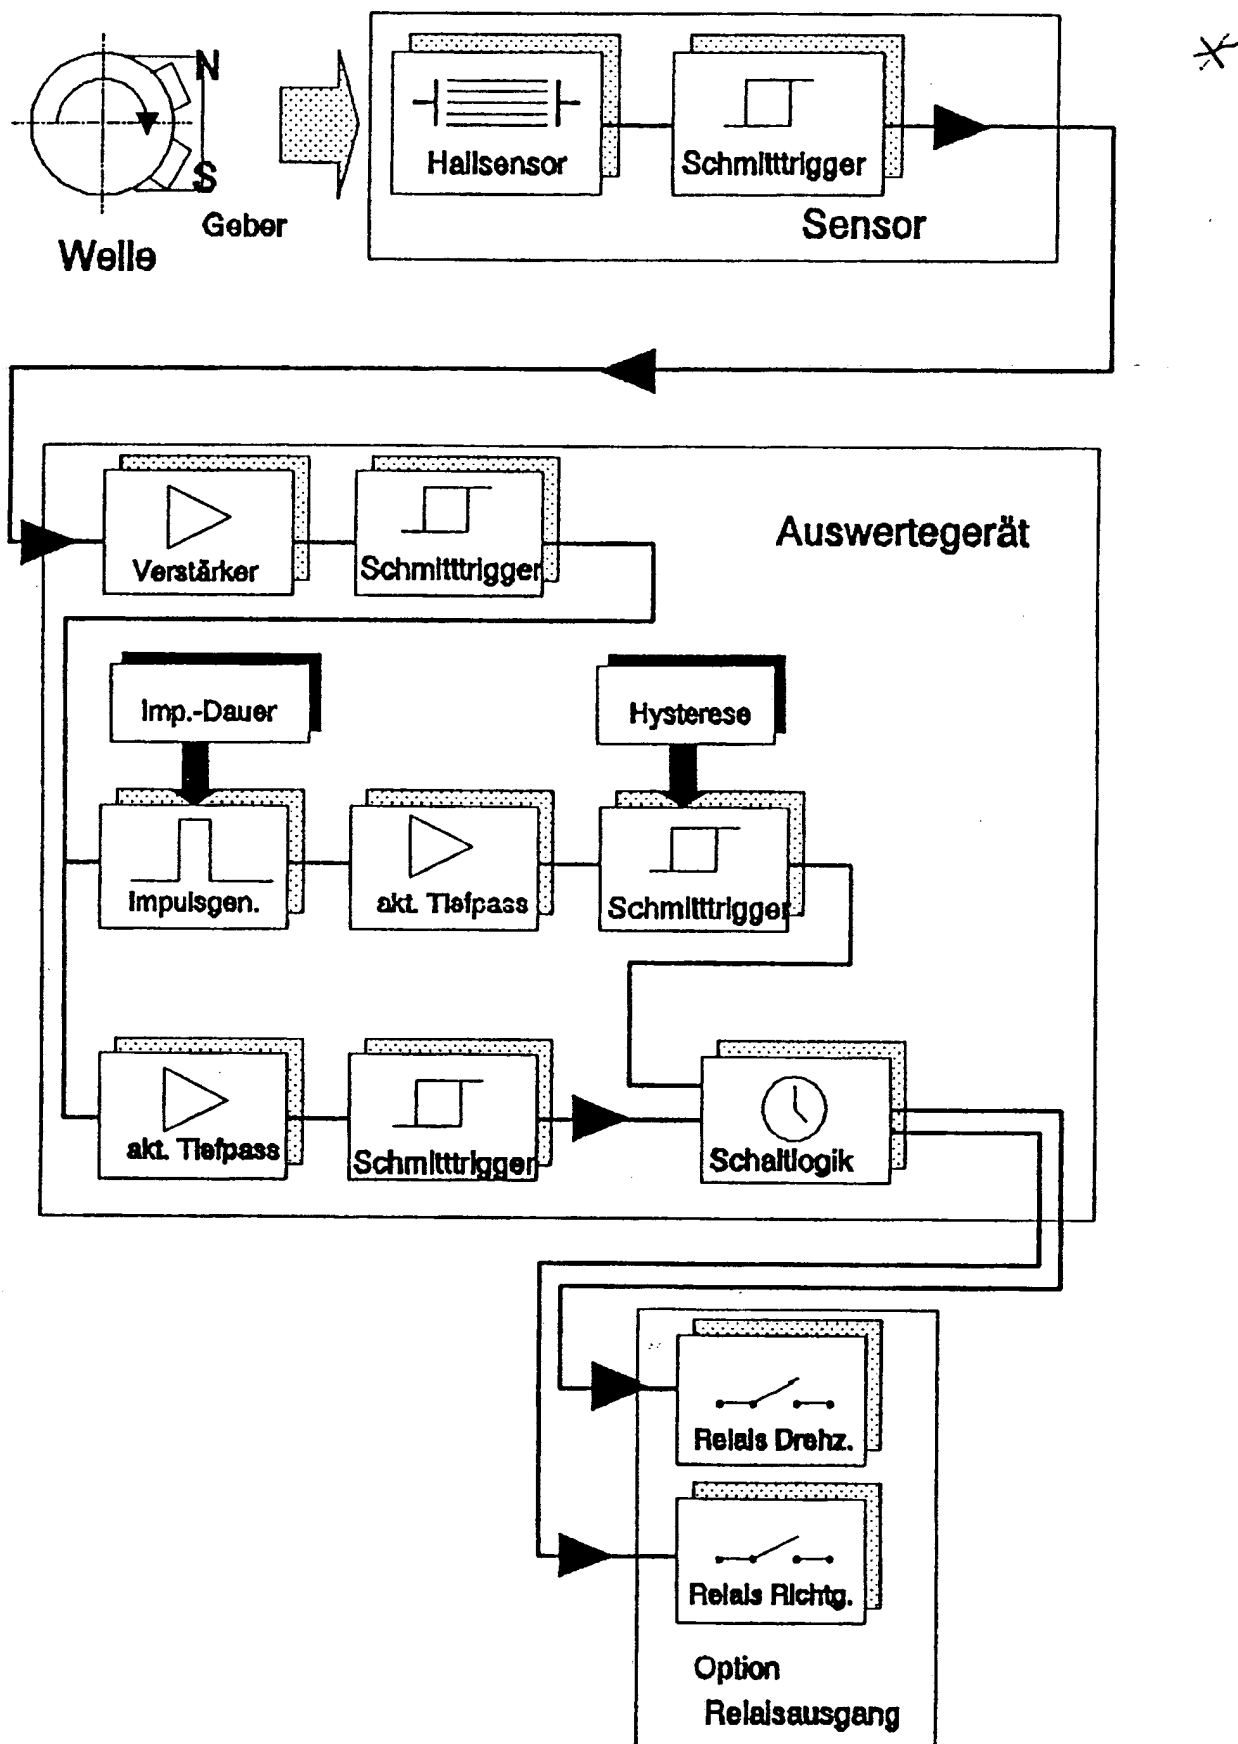 N
S
Geber
Welle
Hallsensor
Schmitttrigger
Sensor
Verstärker
Schmitttrigger
Auswertegerät
Imp.-Dauer
Hysterese
Impulsgen.
akt. Tiefpass
Schmitttrigger
akt. Tiefpass
Schmitttrigger
Schaltlogik
Relais Drehz.
Relais Richtg.
Option
Relaisausgang